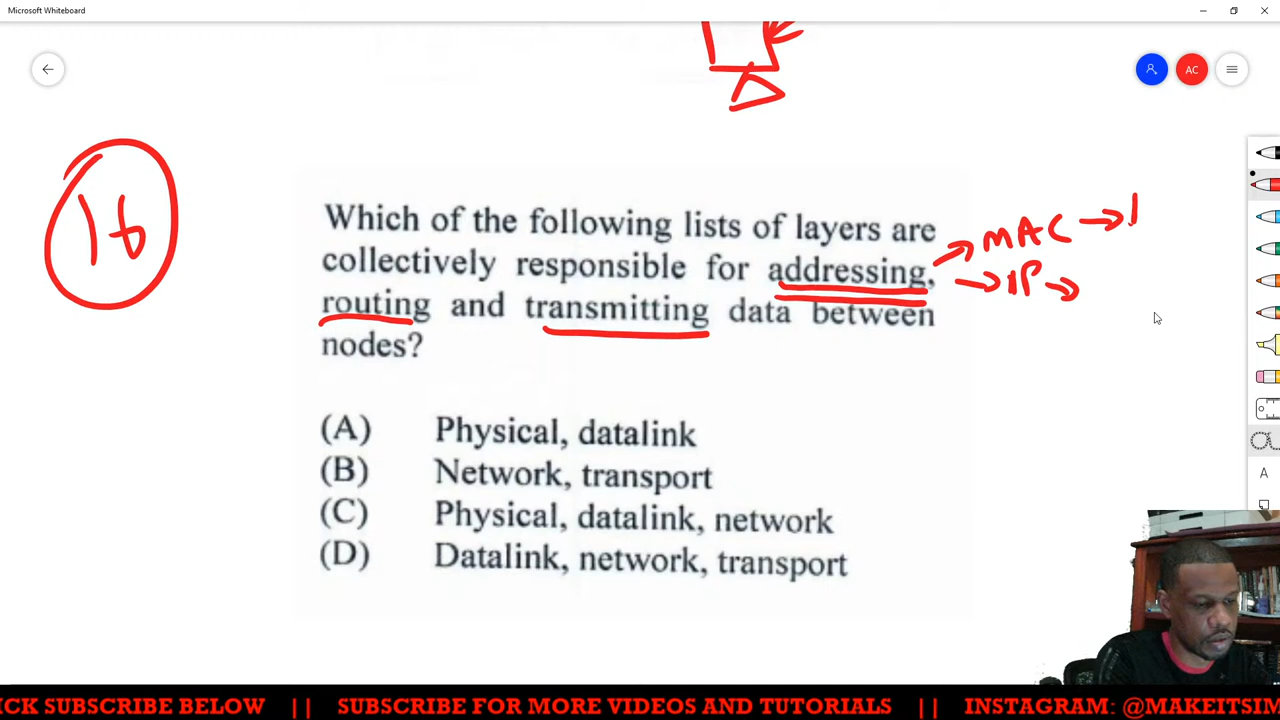 Microsoft Whiteboard
AC
16
Which of the following lists of layers are
collectively responsible for addressing,
routing and transmitting data between
nodes?
MAC →
→ IP →
(A) Physical, datalink
(B) Network, transport
(C) Physical, datalink, network
(D) Datalink, network, transport
A
CK SUBSCRIBE BELOW || SUBSCRIBE FOR MORE VIDEOS AND TUTORIALS || INSTAGRAM: @MAKEITSIM